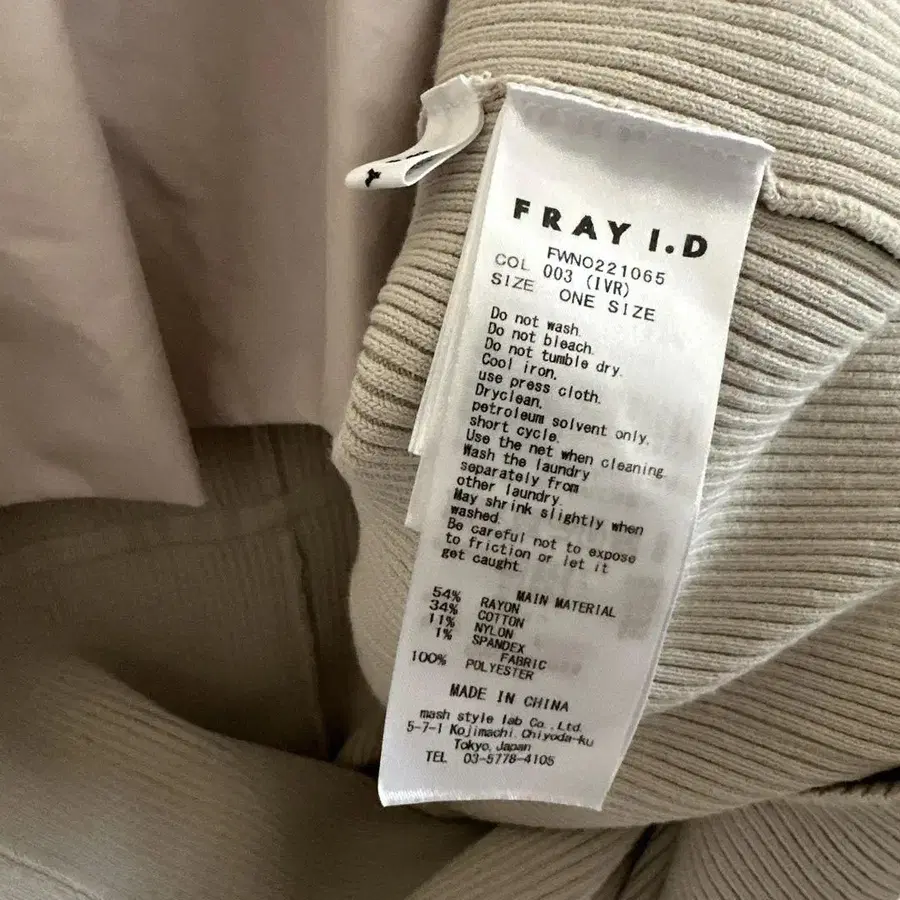 FRAY I.D
FWNO221065
COL 003 (IVR)
SIZE ONE SIZE
Do not wash.
Do not bleach.
Do not tumble dry.
Cool iron,
use press cloth.
Dryclean,
petroleum solvent only,
short cycle.
Use the net when cleaning.
Wash the laundry
separately from
other laundry.
May shrink slightly when
washed.
Be careful not to expose
to friction or let it
get caught.
MAIN MATERIAL
54% RAYON
34% COTTON
11% NYLON
1% SPANDEX
FABRIC
100% POLYESTER
MADE IN CHINA
mash style lab Co.,Ltd.
5-7-1 Kojimachi, Chiyoda-ku
Tokyo, Japan
TEL 03-5778-4105